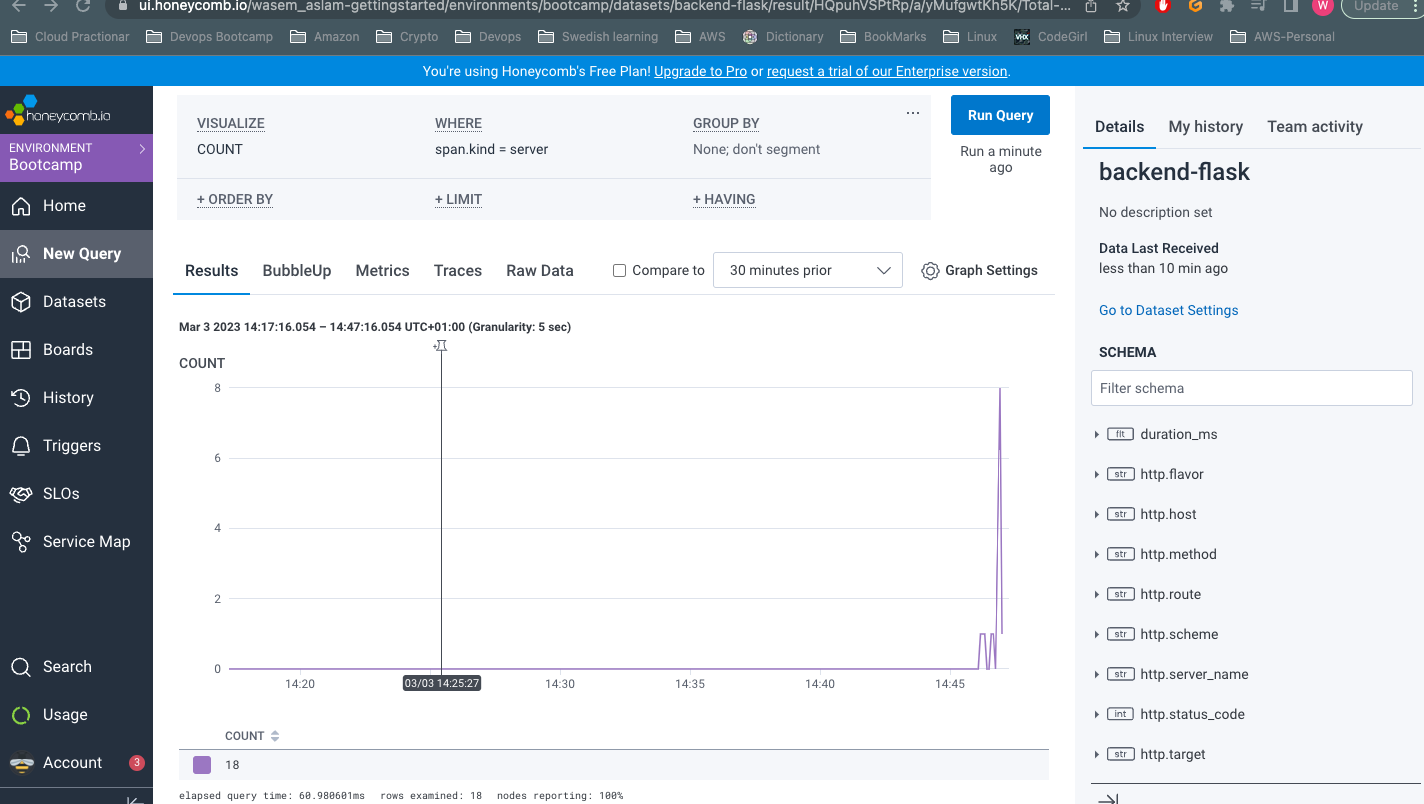 ui.honeycomb.io/wasem_aslam-gettingstarted/environments/bootcamp/datasets/backend-flask/result/HQpuhVSPtRp/a/yMufgwtKh5K/Total-...
W
Update
Cloud Practionar
Devops Bootcamp
Amazon
Crypto
Devops
Swedish learning
AWS
Dictionary
BookMarks
Linux
CodeGirl
Linux Interview
AWS-Personal
You're using Honeycomb's Free Plan! Upgrade to Pro or request a trial of our Enterprise version.
honeycomb.io
ENVIRONMENT
Bootcamp
Home
New Query
Datasets
Boards
History
Triggers
SLOs
Service Map
Search
Usage
Account
3
VISUALIZE
COUNT
WHERE
span.kind = server
GROUP BY
None; don't segment
...
+ ORDER BY
+ LIMIT
+ HAVING
Run Query
Run a minute
ago
Results
BubbleUp
Metrics
Traces
Raw Data
Compare to
30 minutes prior
Graph Settings
Mar 3 2023 14:17:16.054 – 14:47:16.054 UTC+01:00 (Granularity: 5 sec)
COUNT
8
6
4
2
0
14:20
03/03 14:25:27
14:30
14:35
14:40
14:45
COUNT
18
elapsed query time: 60.980601ms rows examined: 18 nodes reporting: 100%
Details
My history
Team activity
backend-flask
No description set
Data Last Received
less than 10 min ago
Go to Dataset Settings
SCHEMA
Filter schema
flt duration_ms
str http.flavor
str http.host
str http.method
str http.route
str http.scheme
str http.server_name
int http.status_code
str http.target